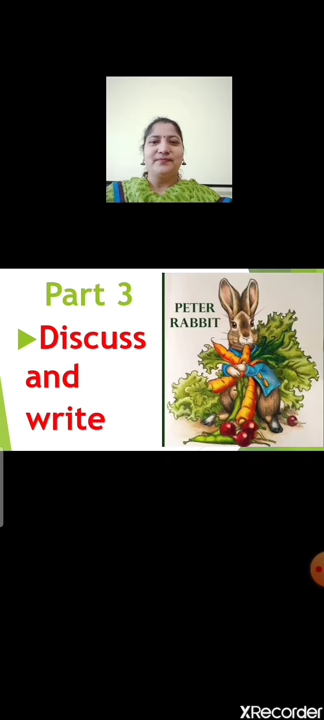 Part 3
Discuss
and
write
PETER
RABBIT
XRecorder